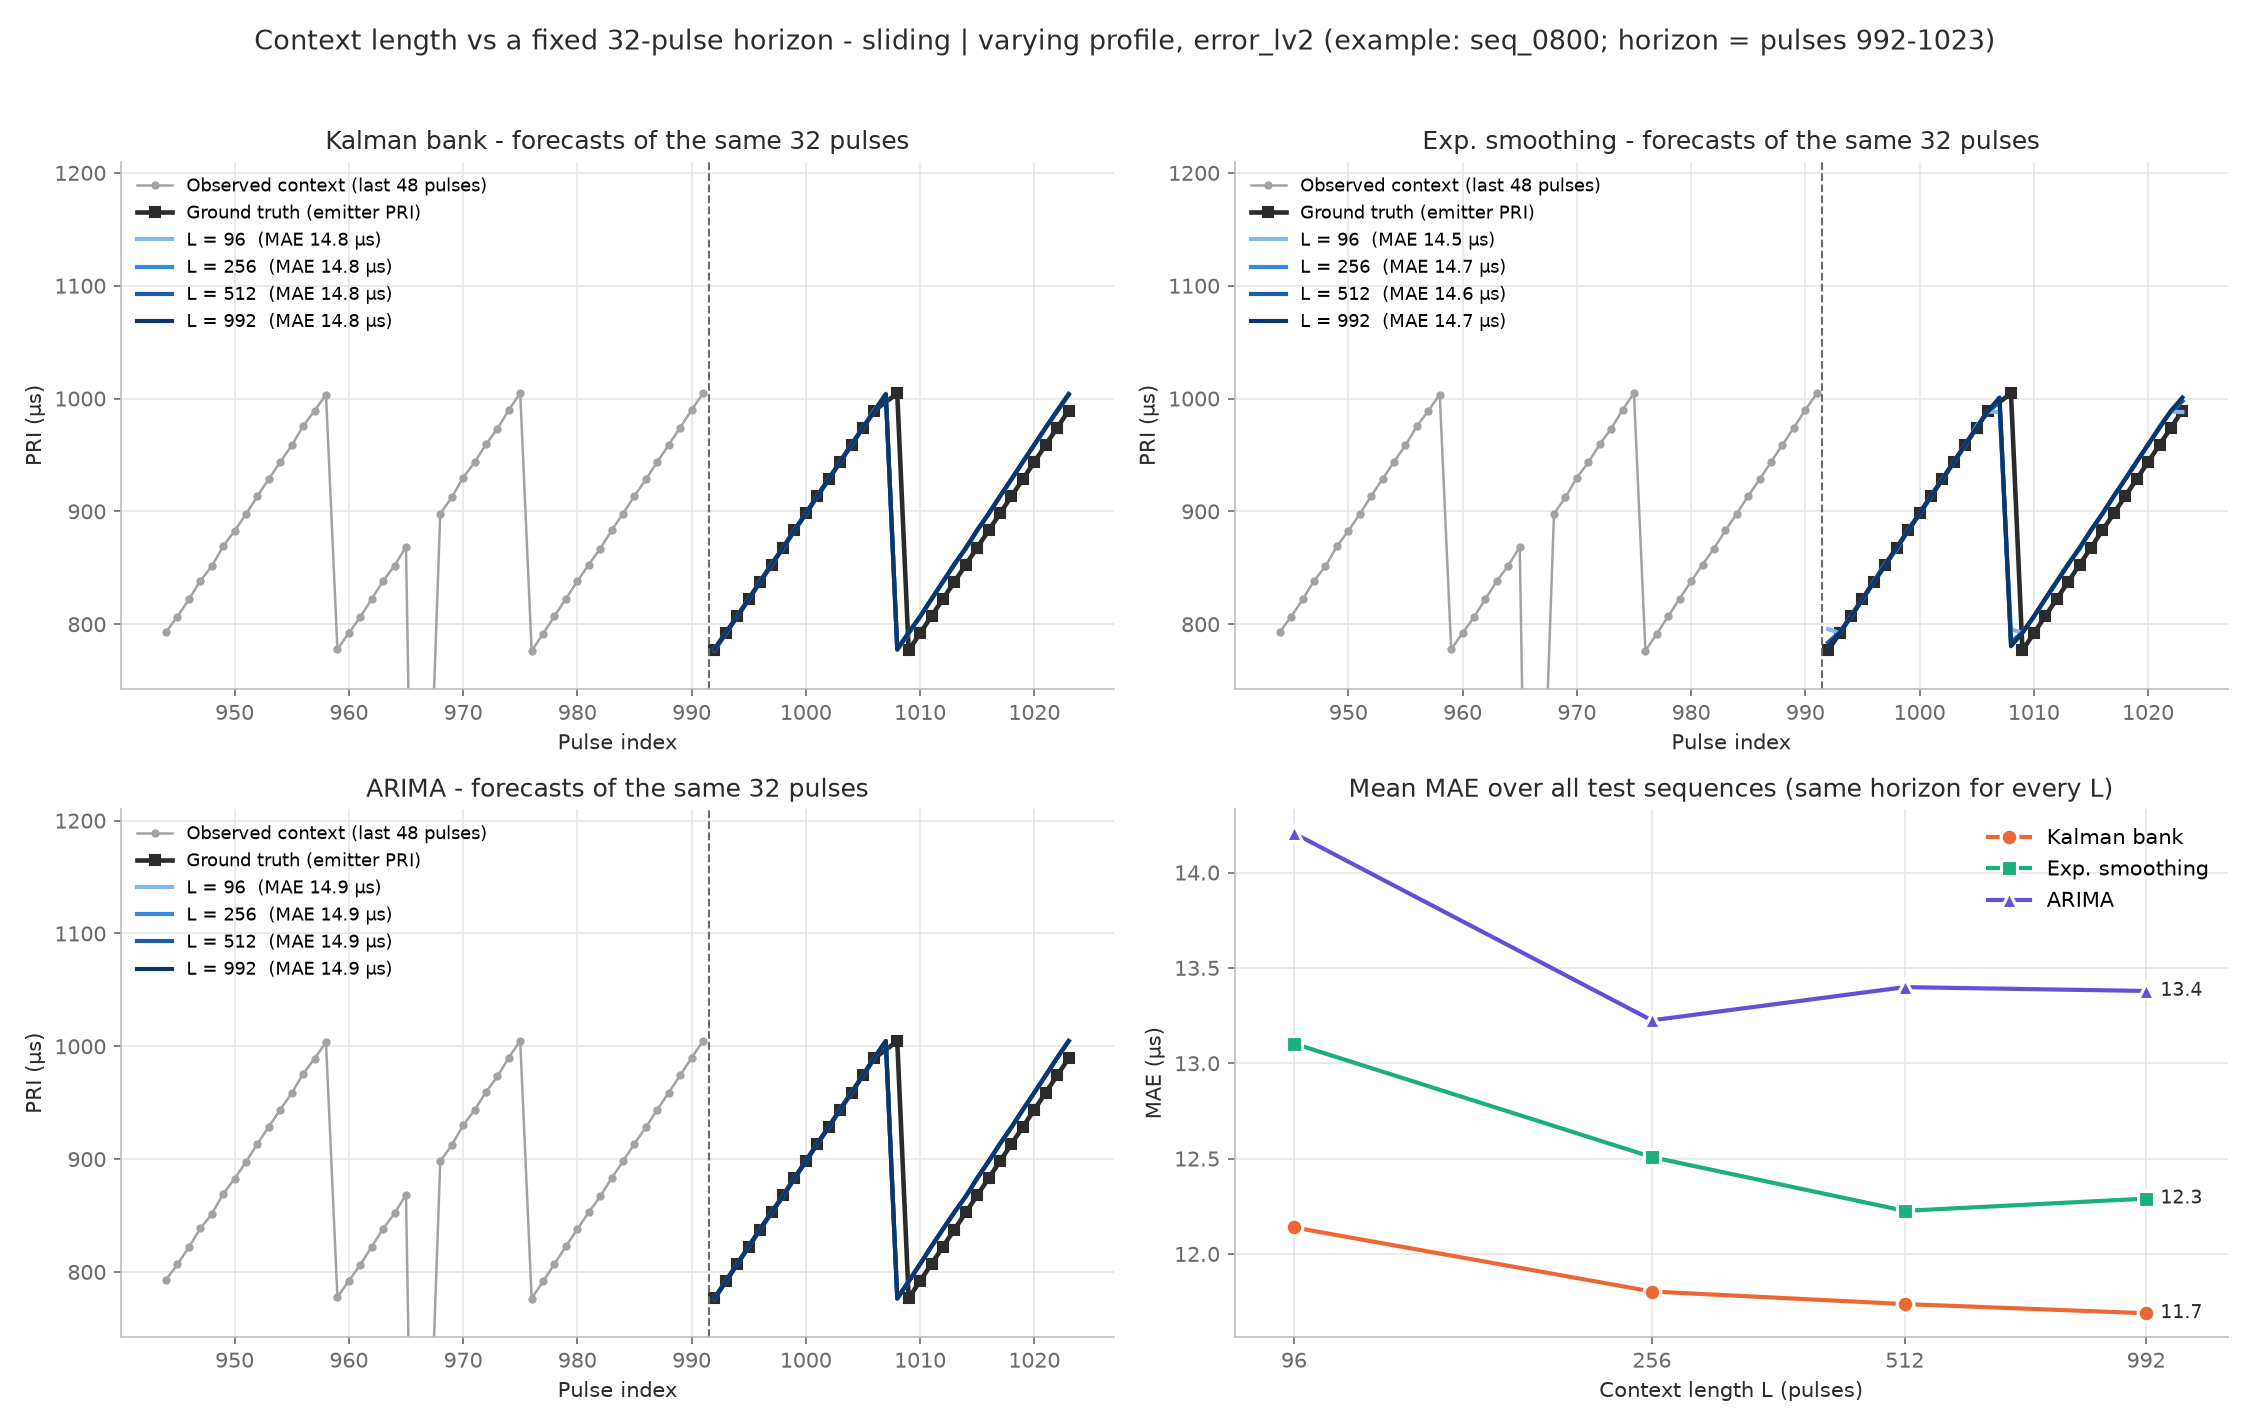 Context length vs a fixed 32-pulse horizon - sliding | varying profile, error_lv2 (example: seq_0800; horizon = pulses 992-1023)
Kalman bank - forecasts of the same 32 pulses
1200
1100
1000
900
800
PRI (µs)
Observed context (last 48 pulses)
Ground truth (emitter PRI)
L = 96 (MAE 14.8 µs)
L = 256 (MAE 14.8 µs)
L = 512 (MAE 14.8 µs)
L = 992 (MAE 14.8 µs)
950 960 970 980 990 1000 1010 1020
Pulse index
Exp. smoothing - forecasts of the same 32 pulses
1200
1100
1000
900
800
PRI (µs)
Observed context (last 48 pulses)
Ground truth (emitter PRI)
L = 96 (MAE 14.5 µs)
L = 256 (MAE 14.7 µs)
L = 512 (MAE 14.6 µs)
L = 992 (MAE 14.7 µs)
950 960 970 980 990 1000 1010 1020
Pulse index
ARIMA - forecasts of the same 32 pulses
1200
1100
1000
900
800
PRI (µs)
Observed context (last 48 pulses)
Ground truth (emitter PRI)
L = 96 (MAE 14.9 µs)
L = 256 (MAE 14.9 µs)
L = 512 (MAE 14.9 µs)
L = 992 (MAE 14.9 µs)
950 960 970 980 990 1000 1010 1020
Pulse index
Mean MAE over all test sequences (same horizon for every L)
14.0
13.5
13.0
12.5
12.0
MAE (µs)
Kalman bank
Exp. smoothing
ARIMA
13.4
12.3
11.7
96 256 512 992
Context length L (pulses)